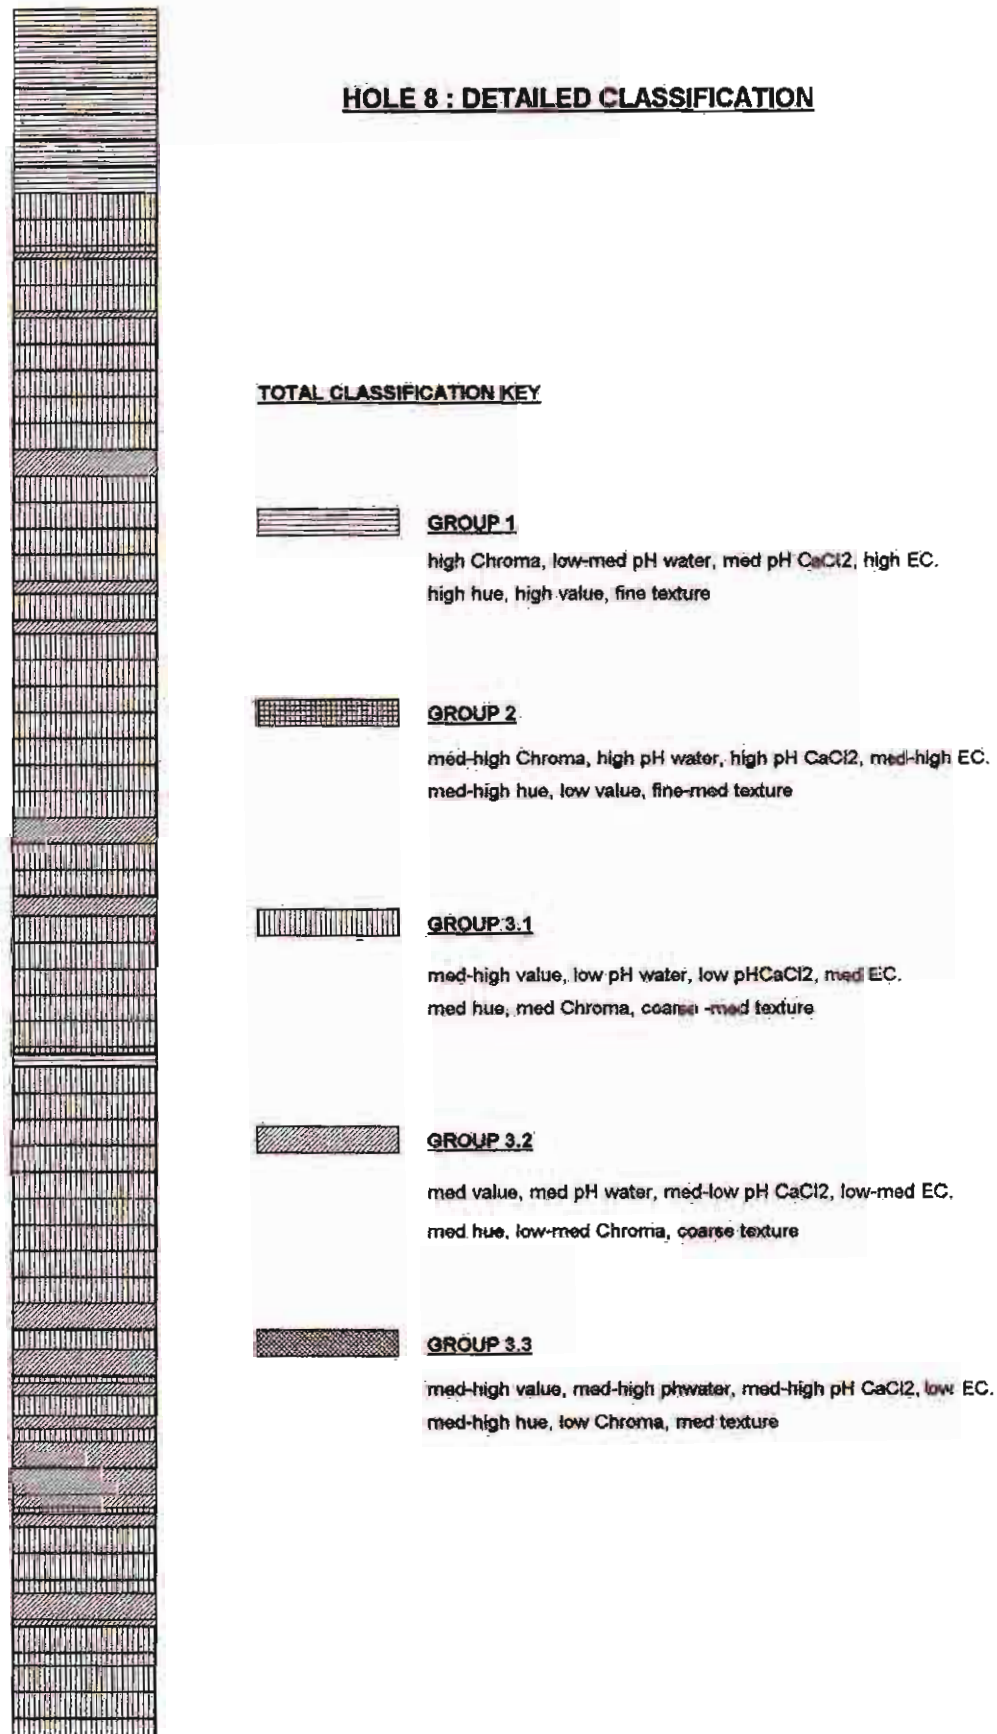 HOLE 8 : DETAILED CLASSIFICATION
TOTAL CLASSIFICATION KEY
GROUP 1
high Chroma, low-med pH water, med pH CaCl2, high EC.
high hue, high value, fine texture
GROUP 2
med-high Chroma, high pH water, high pH CaCl2, med-high EC.
med-high hue, low value, fine-med texture
GROUP 3.1
med-high value, low pH water, low pHCaCl2, med EC.
med hue, med Chroma, coarse -med texture
GROUP 3.2
med value, med pH water, med-low pH CaCl2, low-med EC.
med hue, low-med Chroma, coarse texture
GROUP 3.3
med-high value, med-high phwater, med-high pH CaCl2, low EC.
med-high hue, low Chroma, med texture